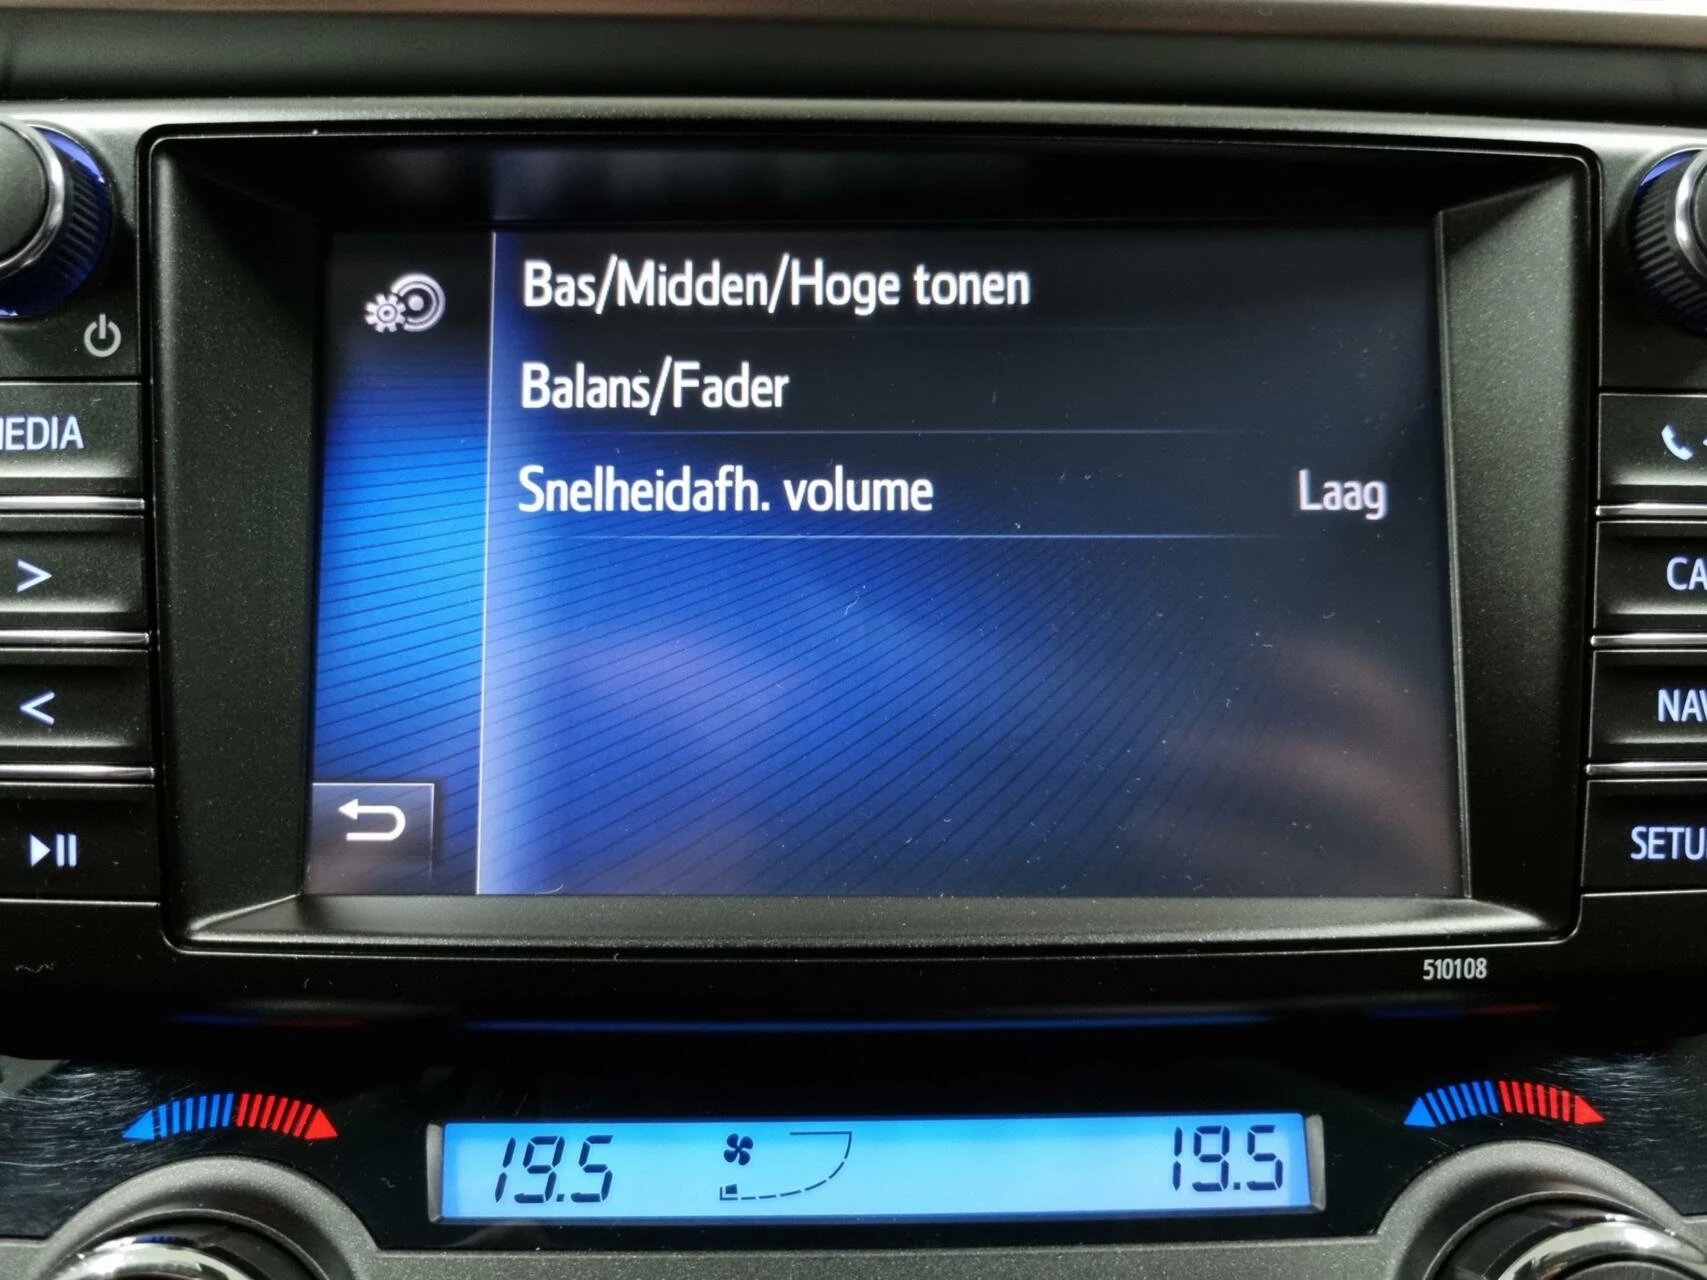 Bas/Midden/Hoge tonen
Balans/Fader
Snelheidafh. volume Laag
EDIA
>
<
CA
NAV
SETU
510108
19.5 19.5